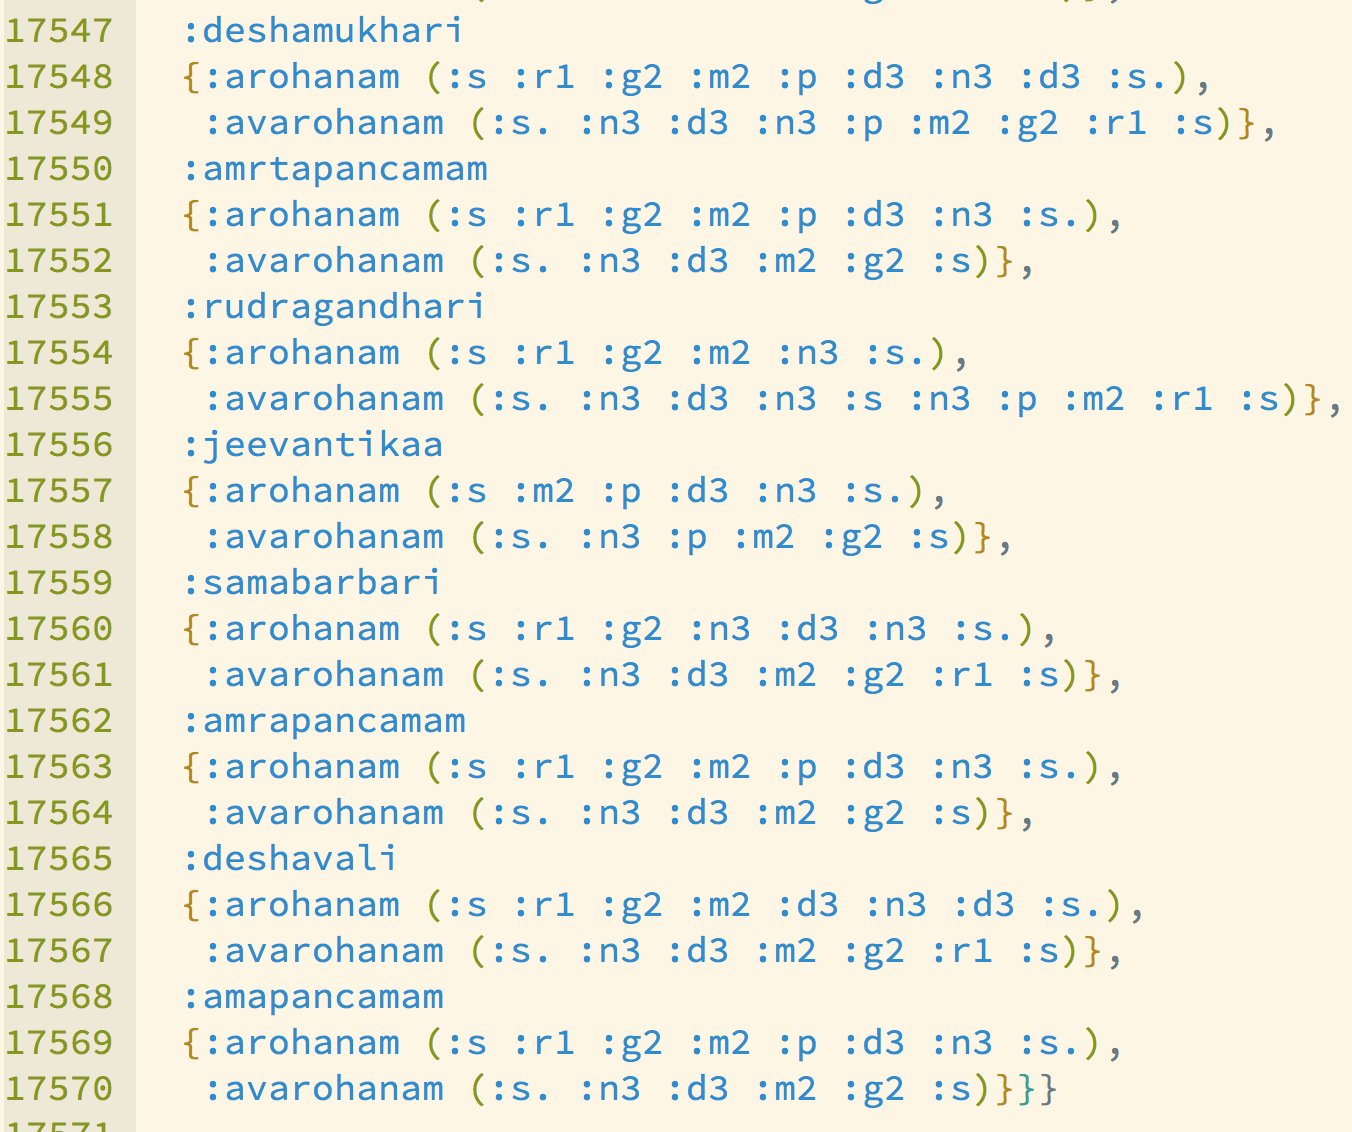 17547 :deshamukhari
17548 {:arohanam (:s :r1 :g2 :m2 :p :d3 :n3 :d3 :s.),
17549 :avarohanam (:s. :n3 :d3 :n3 :p :m2 :g2 :r1 :s)},
17550 :amrtapancamam
17551 {:arohanam (:s :r1 :g2 :m2 :p :d3 :n3 :s.),
17552 :avarohanam (:s. :n3 :d3 :m2 :g2 :s)},
17553 :rudragandhari
17554 {:arohanam (:s :r1 :g2 :m2 :n3 :s.),
17555 :avarohanam (:s. :n3 :d3 :n3 :s :n3 :p :m2 :r1 :s)},
17556 :jeevantikaa
17557 {:arohanam (:s :m2 :p :d3 :n3 :s.),
17558 :avarohanam (:s. :n3 :p :m2 :g2 :s)},
17559 :samabarbari
17560 {:arohanam (:s :r1 :g2 :n3 :d3 :n3 :s.),
17561 :avarohanam (:s. :n3 :d3 :m2 :g2 :r1 :s)},
17562 :amrapancamam
17563 {:arohanam (:s :r1 :g2 :m2 :p :d3 :n3 :s.),
17564 :avarohanam (:s. :n3 :d3 :m2 :g2 :s)},
17565 :deshavali
17566 {:arohanam (:s :r1 :g2 :m2 :d3 :n3 :d3 :s.),
17567 :avarohanam (:s. :n3 :d3 :m2 :g2 :r1 :s)},
17568 :amapancamam
17569 {:arohanam (:s :r1 :g2 :m2 :p :d3 :n3 :s.),
17570 :avarohanam (:s. :n3 :d3 :m2 :g2 :s)}}}
17571